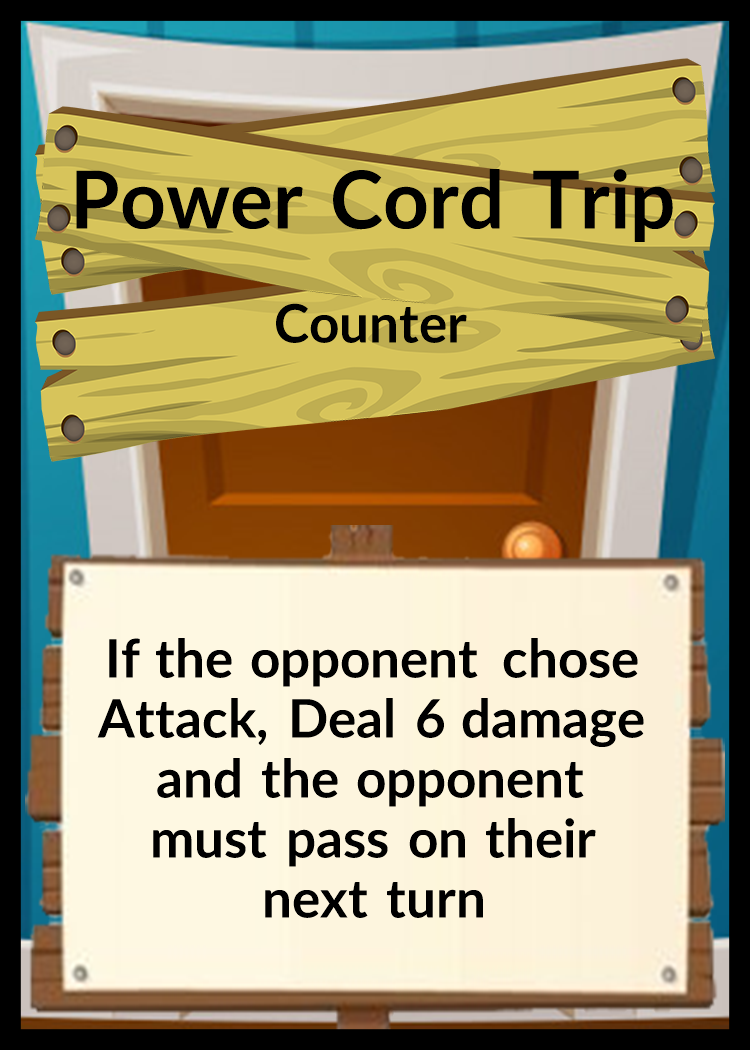 Power Cord Trip
Counter
If the opponent chose
Attack, Deal 6 damage
and the opponent
must pass on their
next turn